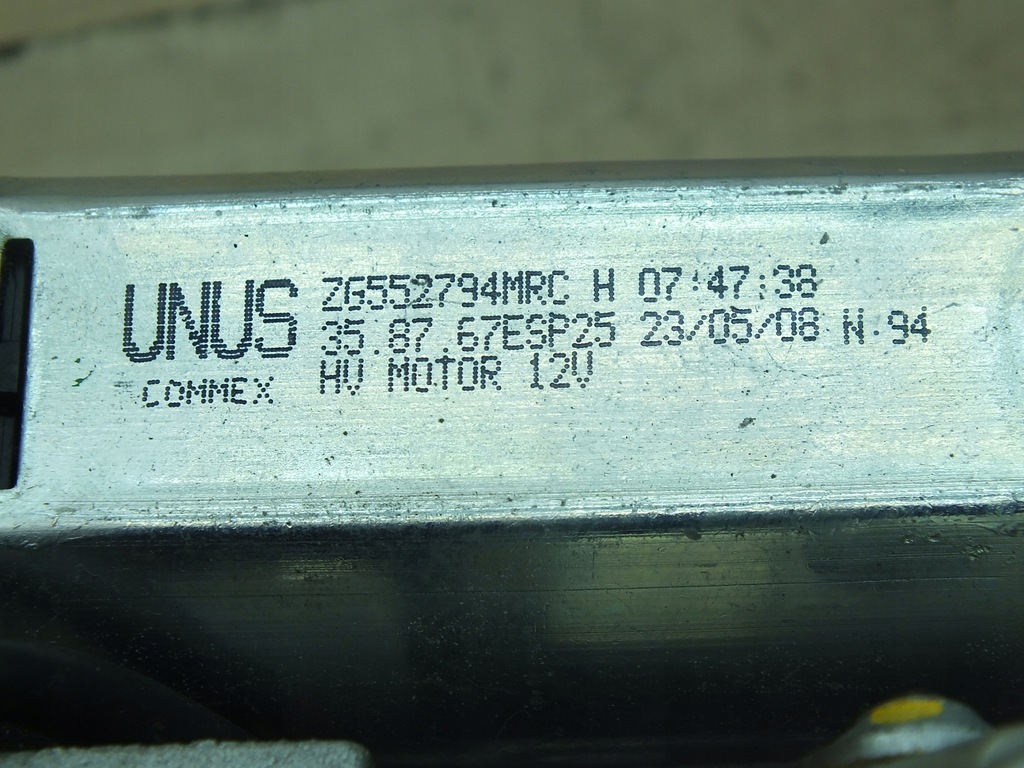 UNUS
COMMEX
ZG552794MRC H 07:47:38
35.87.67ESP25 23/05/08 N.94
HV MOTOR 12V